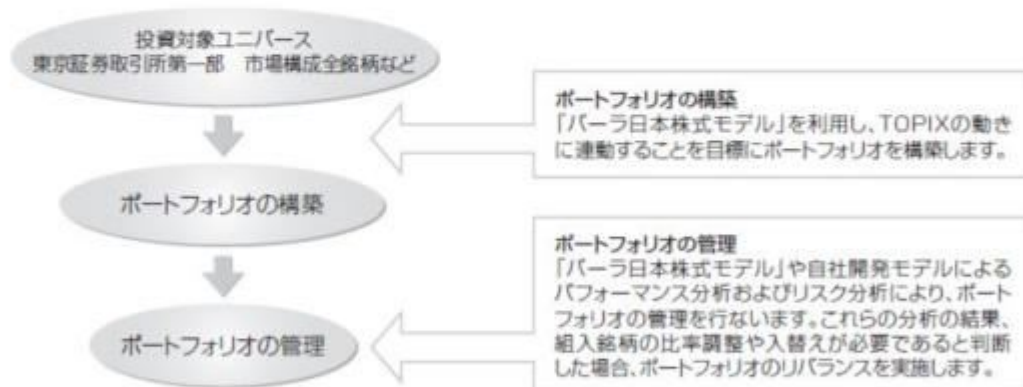 投資対象ユニバース
東京証券取引所第一部　市場構成全銘柄など
ポートフォリオの構築
「バーラ日本株式モデル」を利用し、TOPIXの動き
に連動することを目標にポートフォリオを構築します。
ポートフォリオの構築
ポートフォリオの管理
「バーラ日本株式モデル」や自社開発モデルによる
パフォーマンス分析およびリスク分析により、ポート
フォリオの管理を行ないます。これらの分析の結果、
組入銘柄の比率調整や入替えが必要であると判断
した場合、ポートフォリオのリバランスを実施します。
ポートフォリオの管理